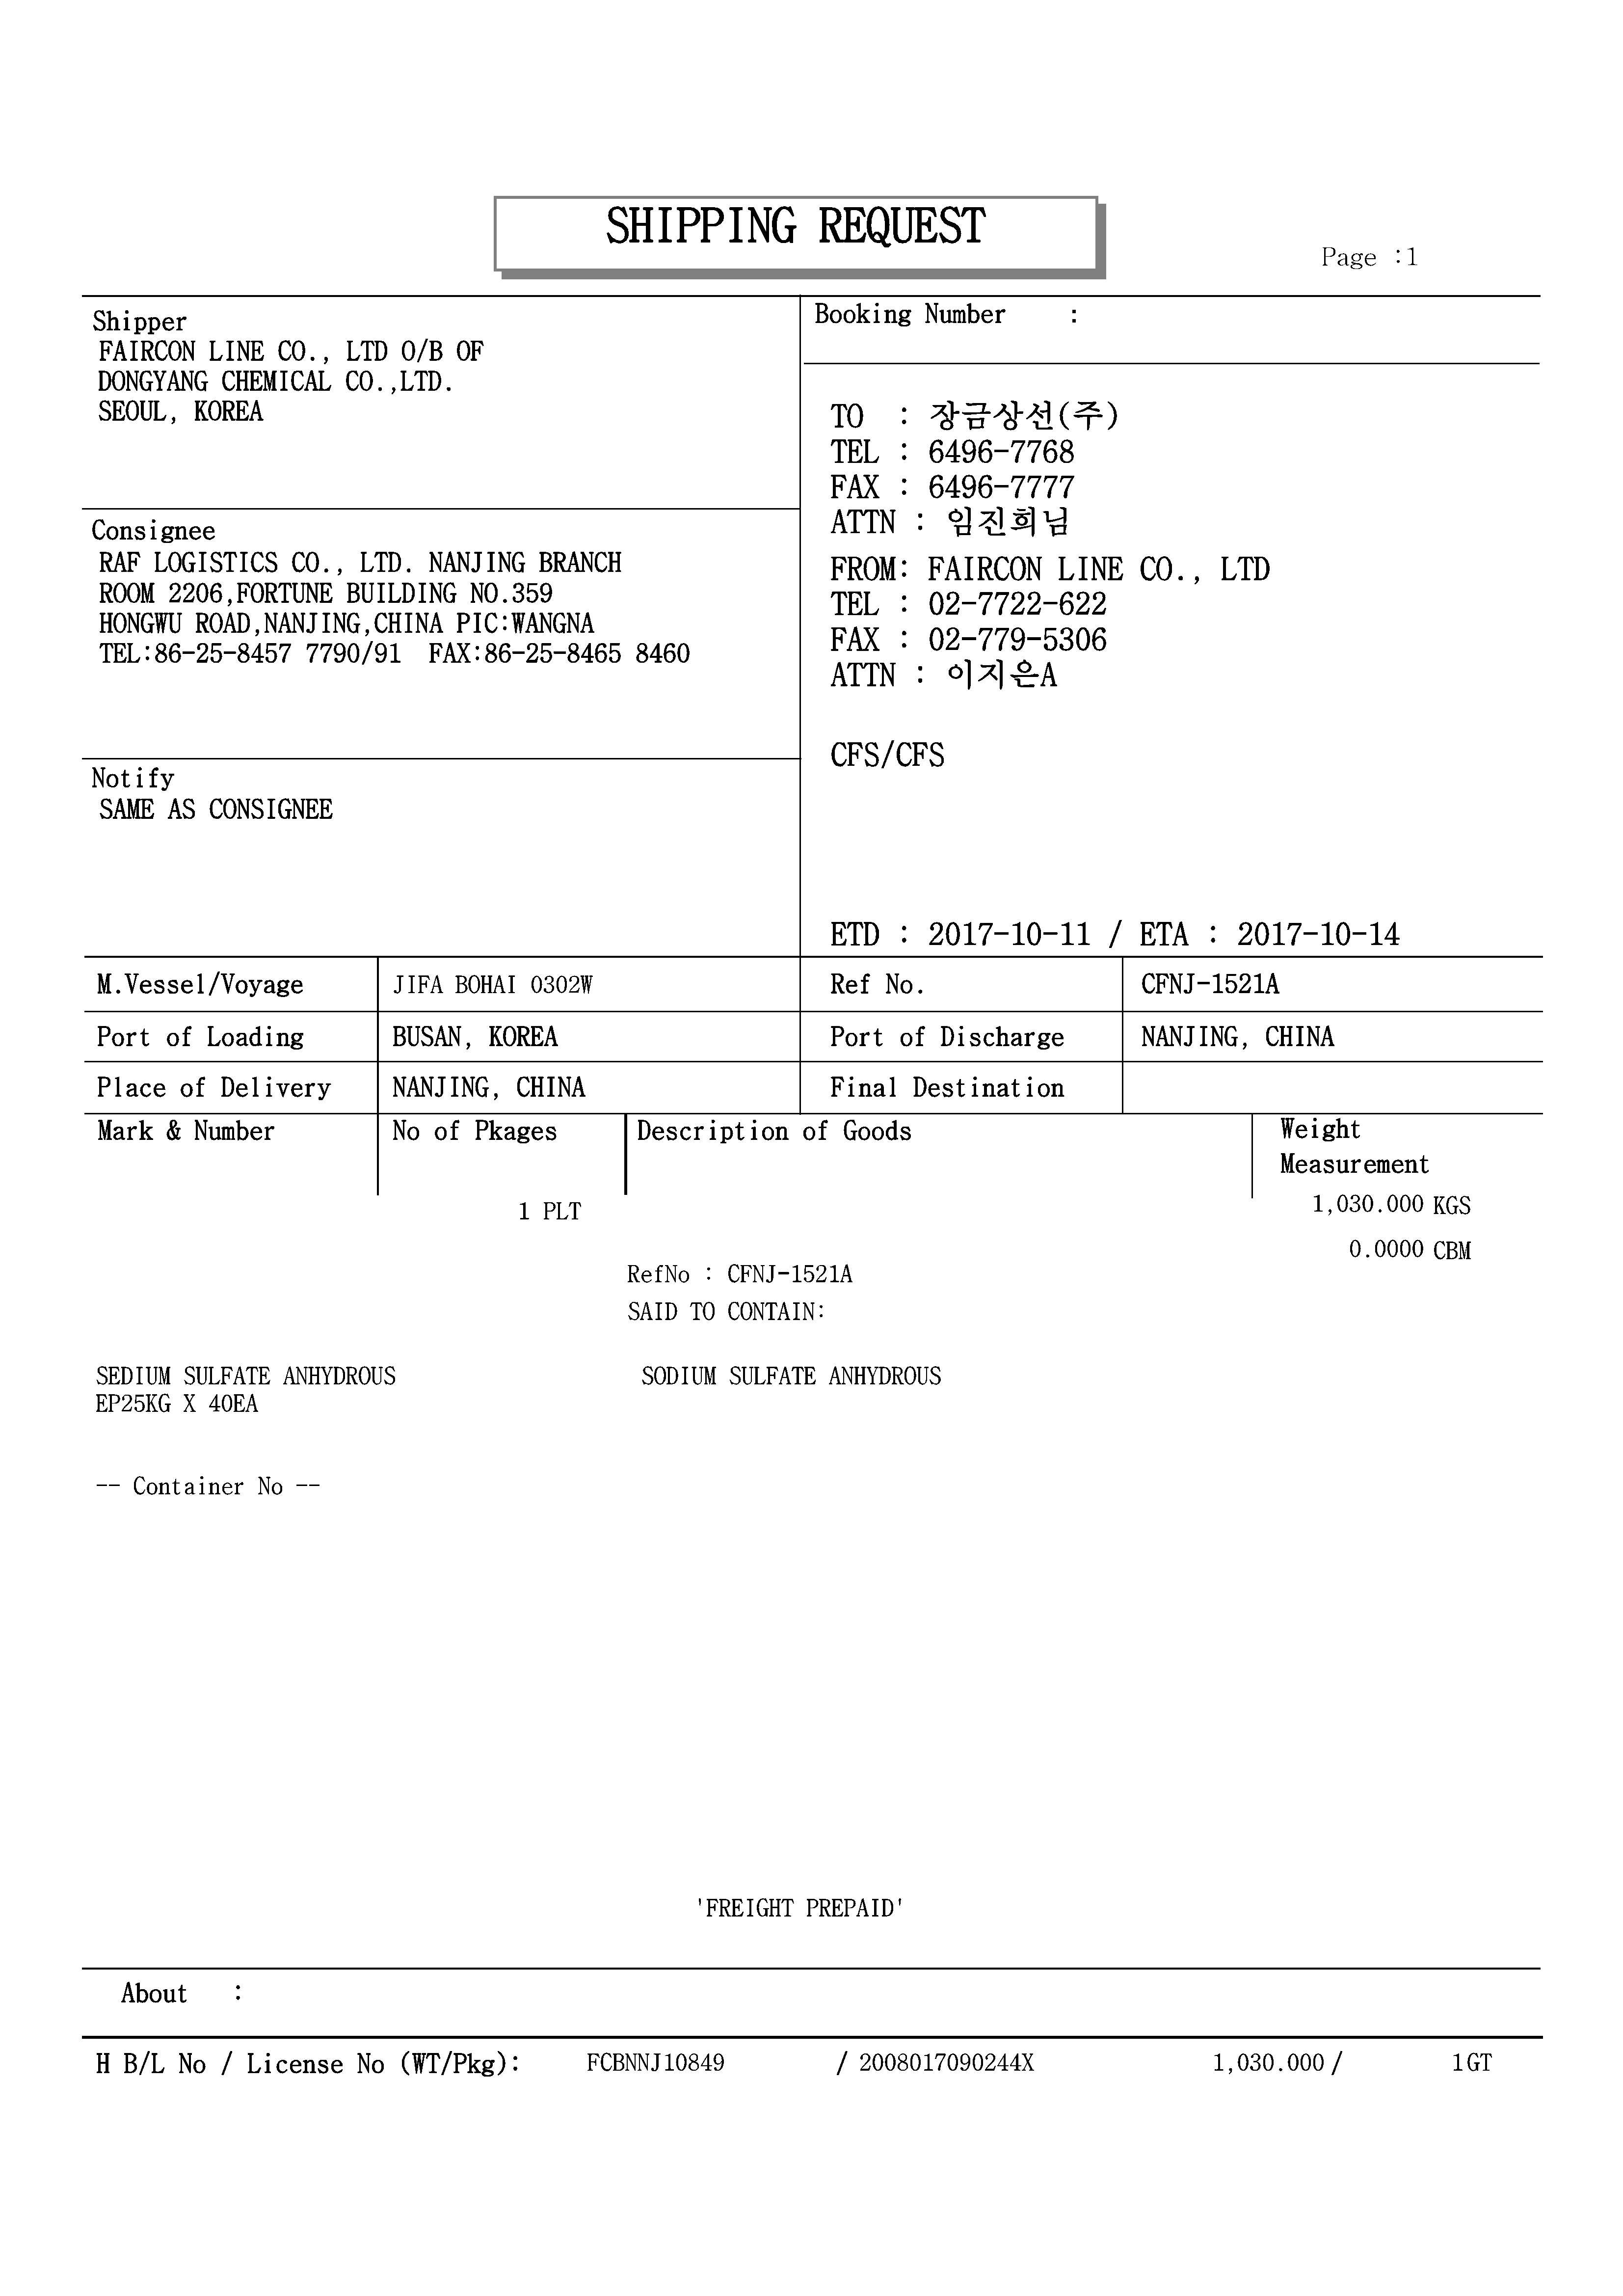 SHIPPING REQUEST
Page :1
Shipper
FAIRCON LINE CO., LTD O/B OF
DONGYANG CHEMICAL CO.,LTD.
SEOUL, KOREA
Booking Number :
TO : 장금상선(주)
TEL : 6496-7768
FAX : 6496-7777
ATTN : 임진희님
FROM: FAIRCON LINE CO., LTD
TEL : 02-7722-622
FAX : 02-779-5306
ATTN : 이지은A
CFS/CFS
ETD : 2017-10-11 / ETA : 2017-10-14
Consignee
RAF LOGISTICS CO., LTD. NANJING BRANCH
ROOM 2206,FORTUNE BUILDING NO.359
HONGWU ROAD,NANJING,CHINA PIC:WANGNA
TEL:86-25-8457 7790/91 FAX:86-25-8465 8460
Notify
SAME AS CONSIGNEE
M.Vessel/Voyage JIFA BOHAI 0302W Ref No. CFNJ-1521A
Port of Loading BUSAN, KOREA Port of Discharge NANJING, CHINA
Place of Delivery NANJING, CHINA Final Destination
Mark & Number No of Pkages Description of Goods Weight
Measurement
1 PLT 1,030.000 KGS
0.0000 CBM
RefNo : CFNJ-1521A
SAID TO CONTAIN:
SEDIUM SULFATE ANHYDROUS SODIUM SULFATE ANHYDROUS
EP25KG X 40EA
-- Container No --
'FREIGHT PREPAID'
About :
H B/L No / License No (WT/Pkg): FCBNNJ10849 / 2008017090244X 1,030.000 / 1GT